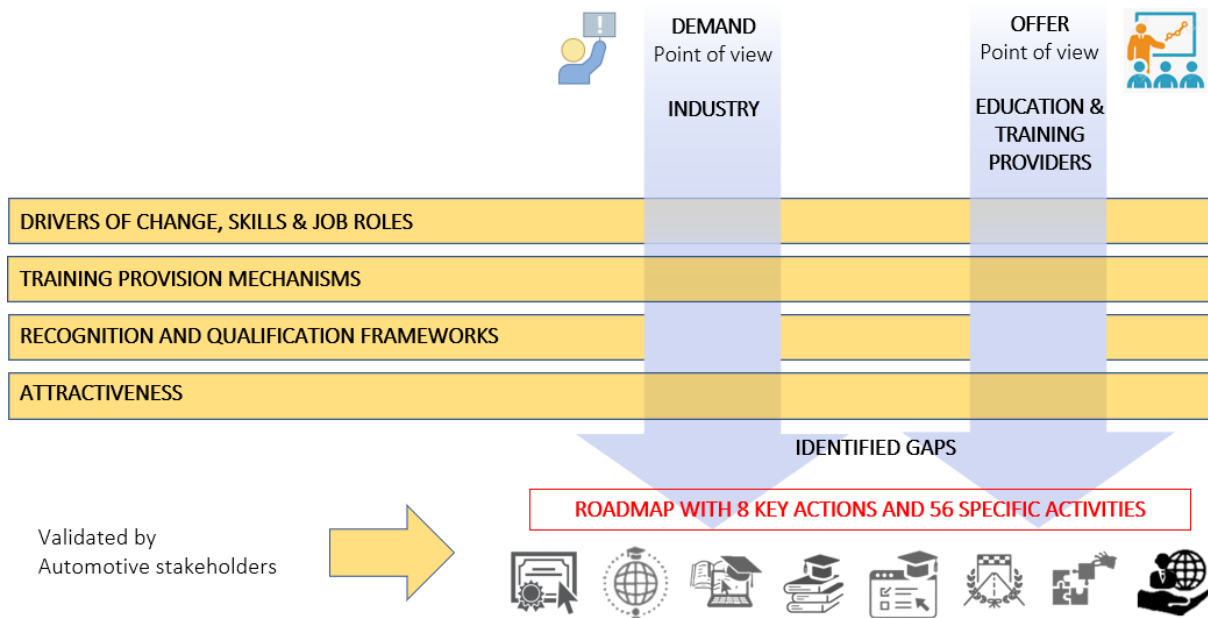 DEMAND
Point of view
INDUSTRY
OFFER
Point of view
EDUCATION &
TRAINING
PROVIDERS
DRIVERS OF CHANGE, SKILLS & JOB ROLES
TRAINING PROVISION MECHANISMS
RECOGNITION AND QUALIFICATION FRAMEWORKS
ATTRACTIVENESS
IDENTIFIED GAPS
ROADMAP WITH 8 KEY ACTIONS AND 56 SPECIFIC ACTIVITIES
Validated by
Automotive stakeholders